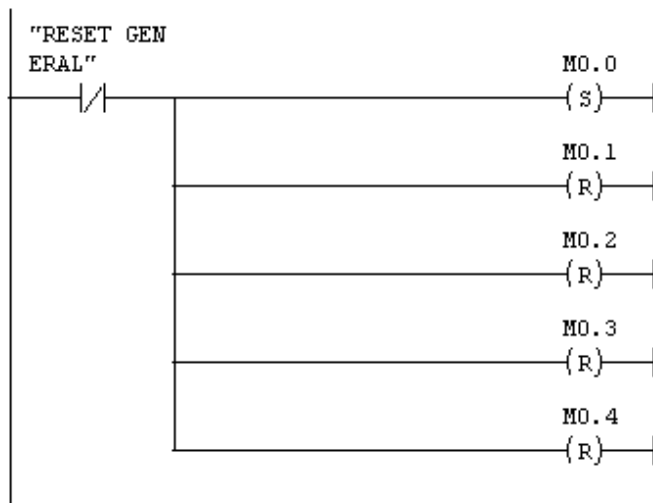 "RESET GEN
ERAL"
M0.0
(S)
M0.1
(R)
M0.2
(R)
M0.3
(R)
M0.4
(R)